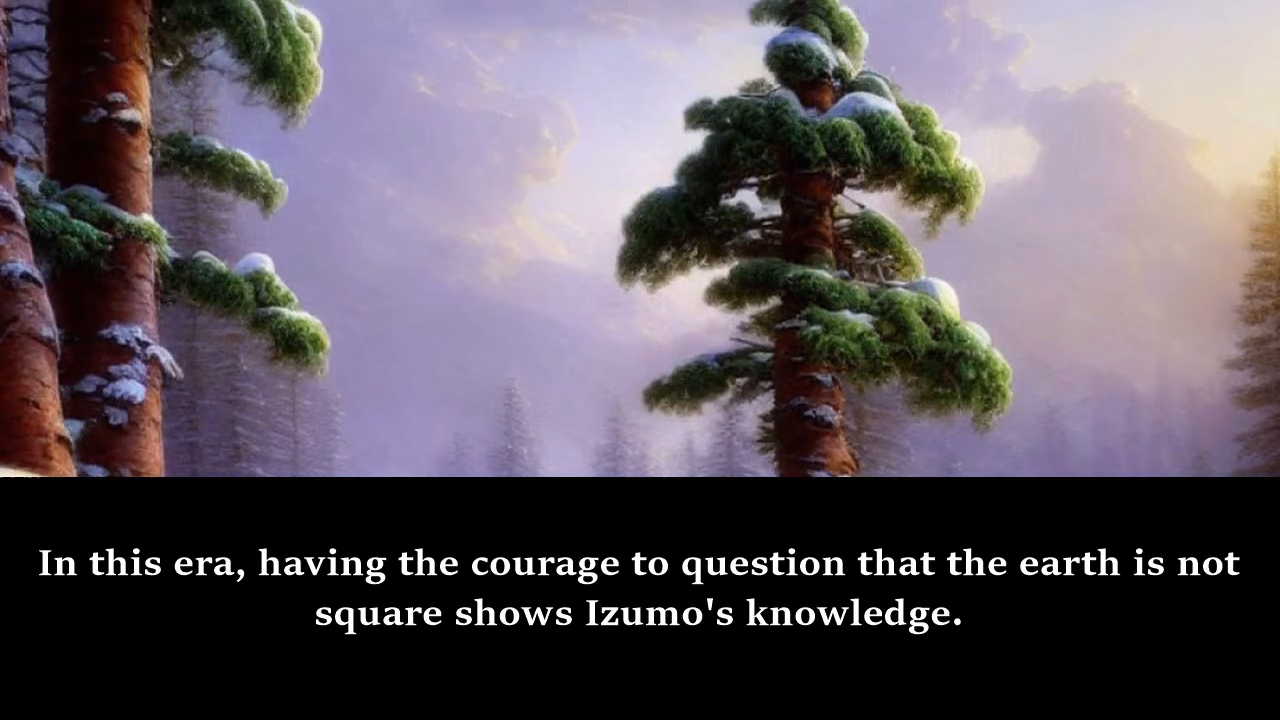 In this era, having the courage to question that the earth is not
square shows Izumo's knowledge.